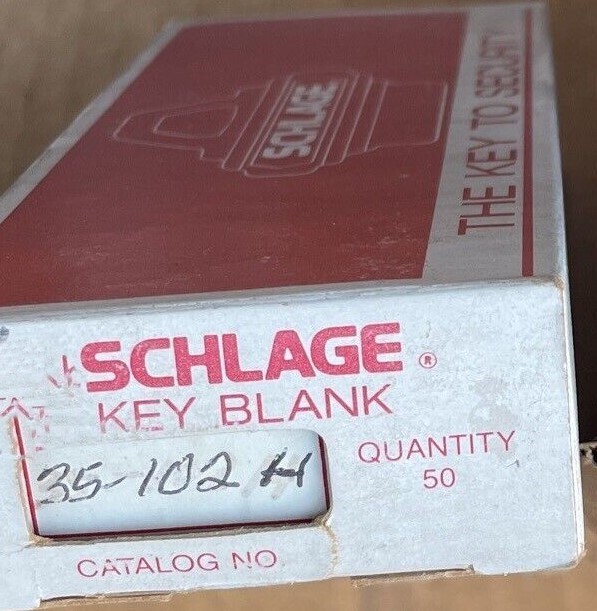 SCHLAGE
THE KEY TO SECURITY
SCHLAGE ®
KEY BLANK
35-102 H
QUANTITY
50
CATALOG NO